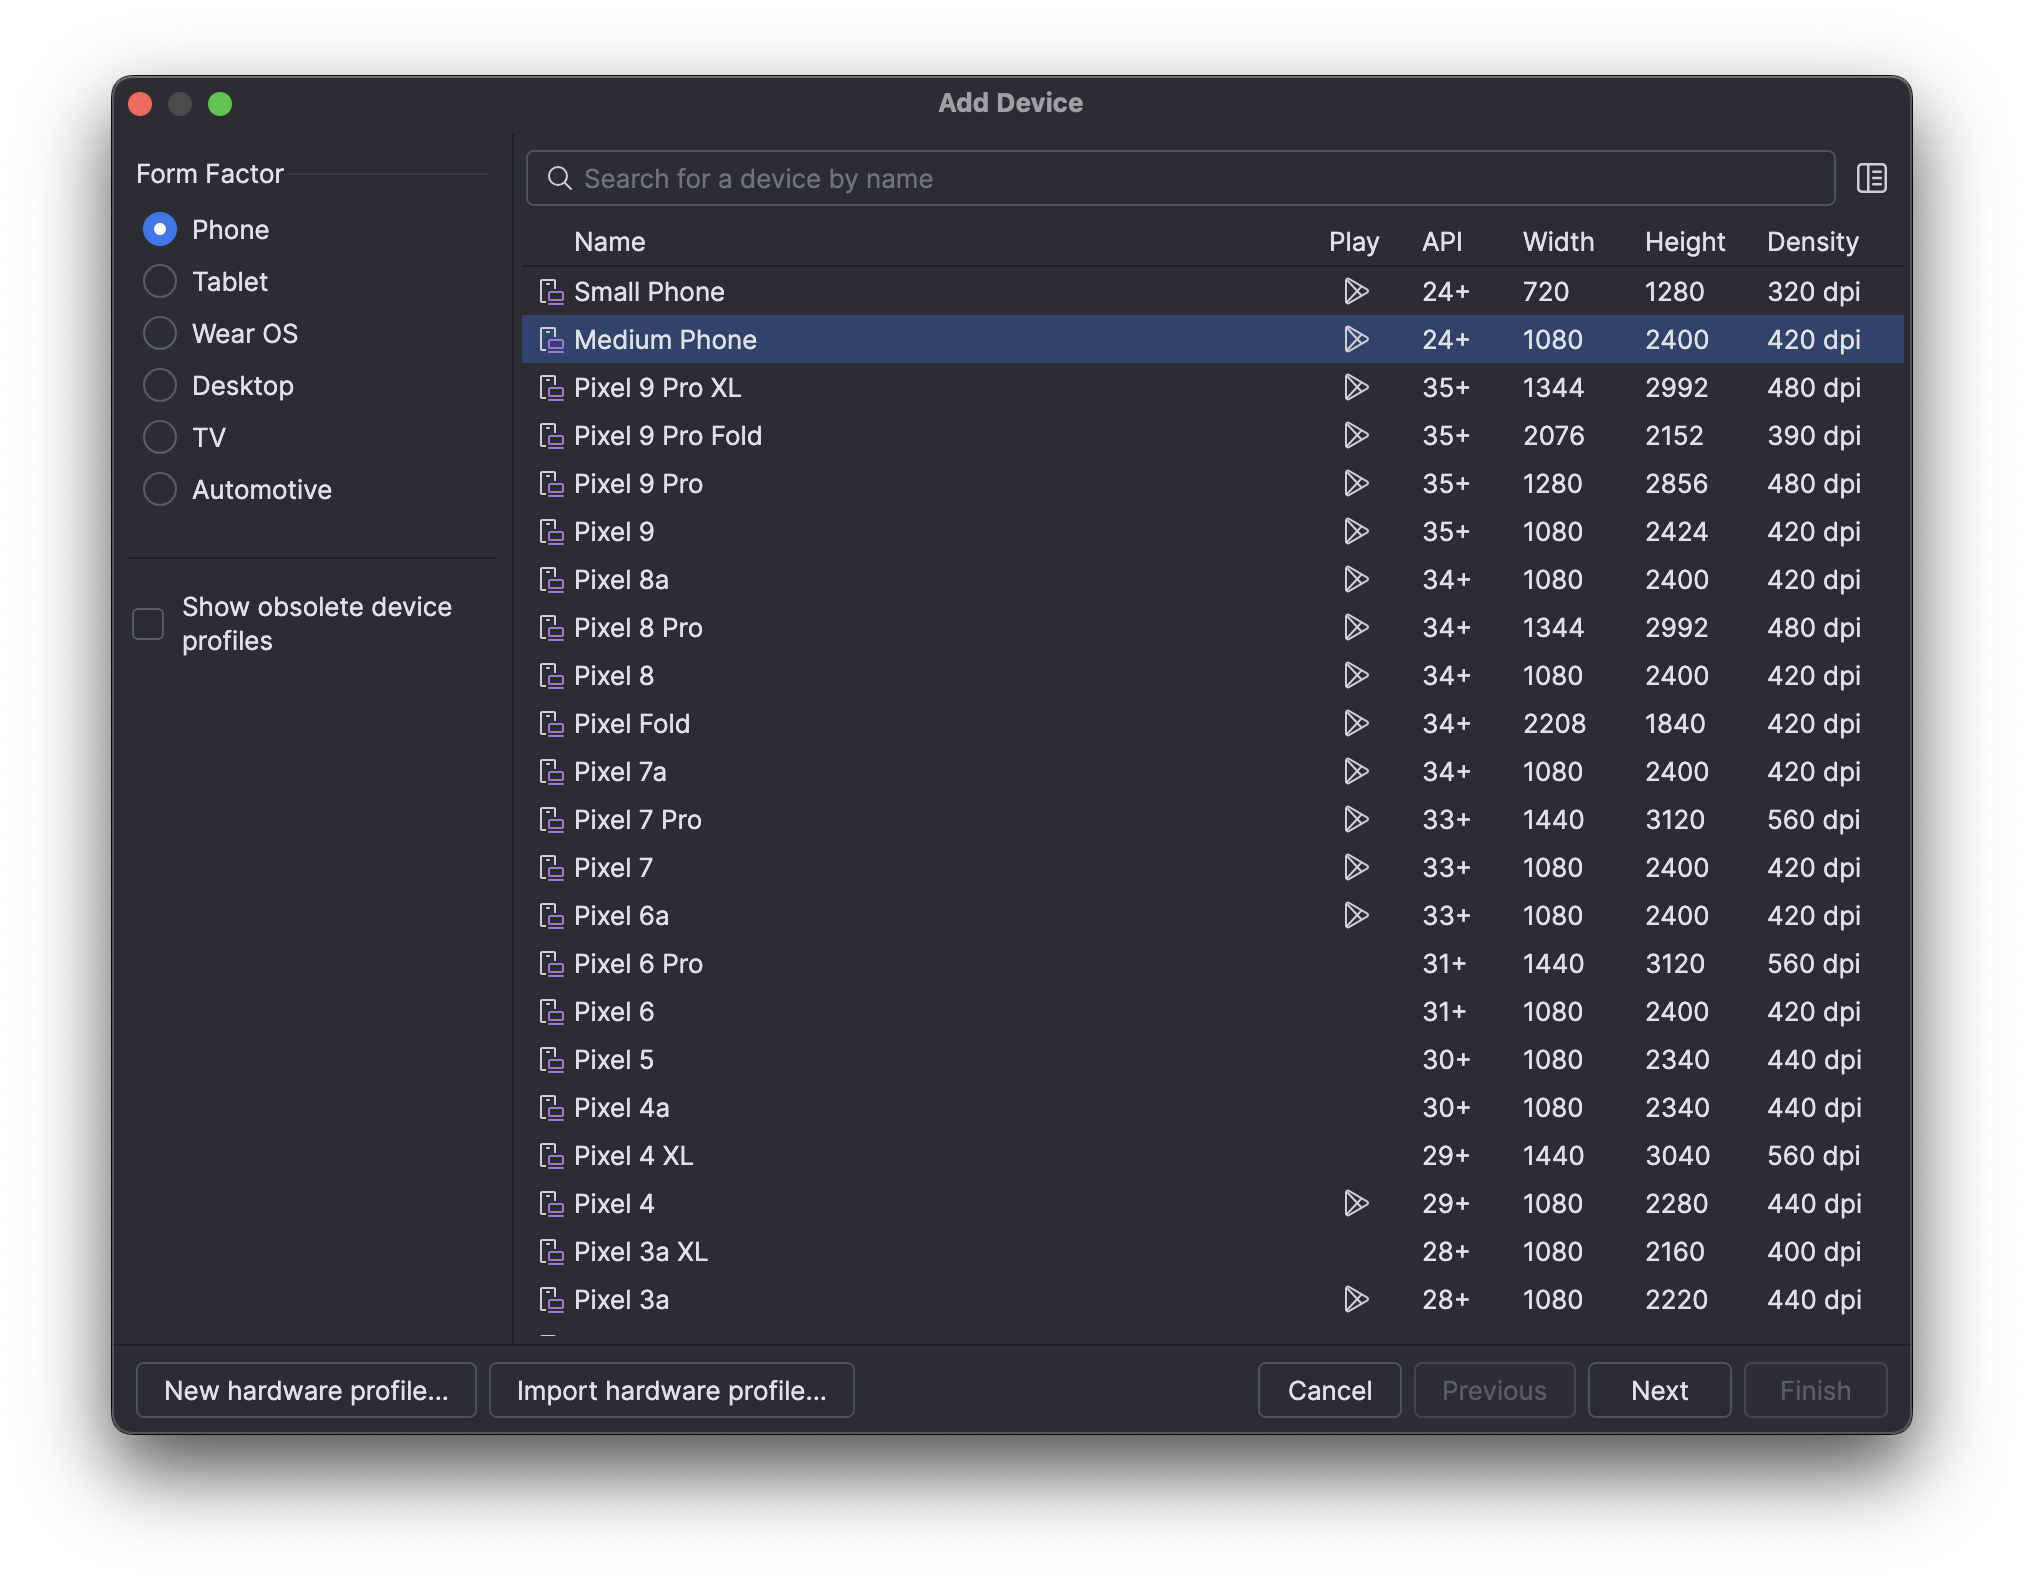 Add Device
Form Factor
Phone
Tablet
Wear OS
Desktop
TV
Automotive
Show obsolete device
profiles
Search for a device by name
Name Play API Width Height Density
Small Phone 24+ 720 1280 320 dpi
Medium Phone 24+ 1080 2400 420 dpi
Pixel 9 Pro XL 35+ 1344 2992 480 dpi
Pixel 9 Pro Fold 35+ 2076 2152 390 dpi
Pixel 9 Pro 35+ 1280 2856 480 dpi
Pixel 9 35+ 1080 2424 420 dpi
Pixel 8a 34+ 1080 2400 420 dpi
Pixel 8 Pro 34+ 1344 2992 480 dpi
Pixel 8 34+ 1080 2400 420 dpi
Pixel Fold 34+ 2208 1840 420 dpi
Pixel 7a 34+ 1080 2400 420 dpi
Pixel 7 Pro 33+ 1440 3120 560 dpi
Pixel 7 33+ 1080 2400 420 dpi
Pixel 6a 33+ 1080 2400 420 dpi
Pixel 6 Pro 31+ 1440 3120 560 dpi
Pixel 6 31+ 1080 2400 420 dpi
Pixel 5 30+ 1080 2340 440 dpi
Pixel 4a 30+ 1080 2340 440 dpi
Pixel 4 XL 29+ 1440 3040 560 dpi
Pixel 4 29+ 1080 2280 440 dpi
Pixel 3a XL 28+ 1080 2160 400 dpi
Pixel 3a 28+ 1080 2220 440 dpi
New hardware profile... Import hardware profile... Cancel Previous Next Finish